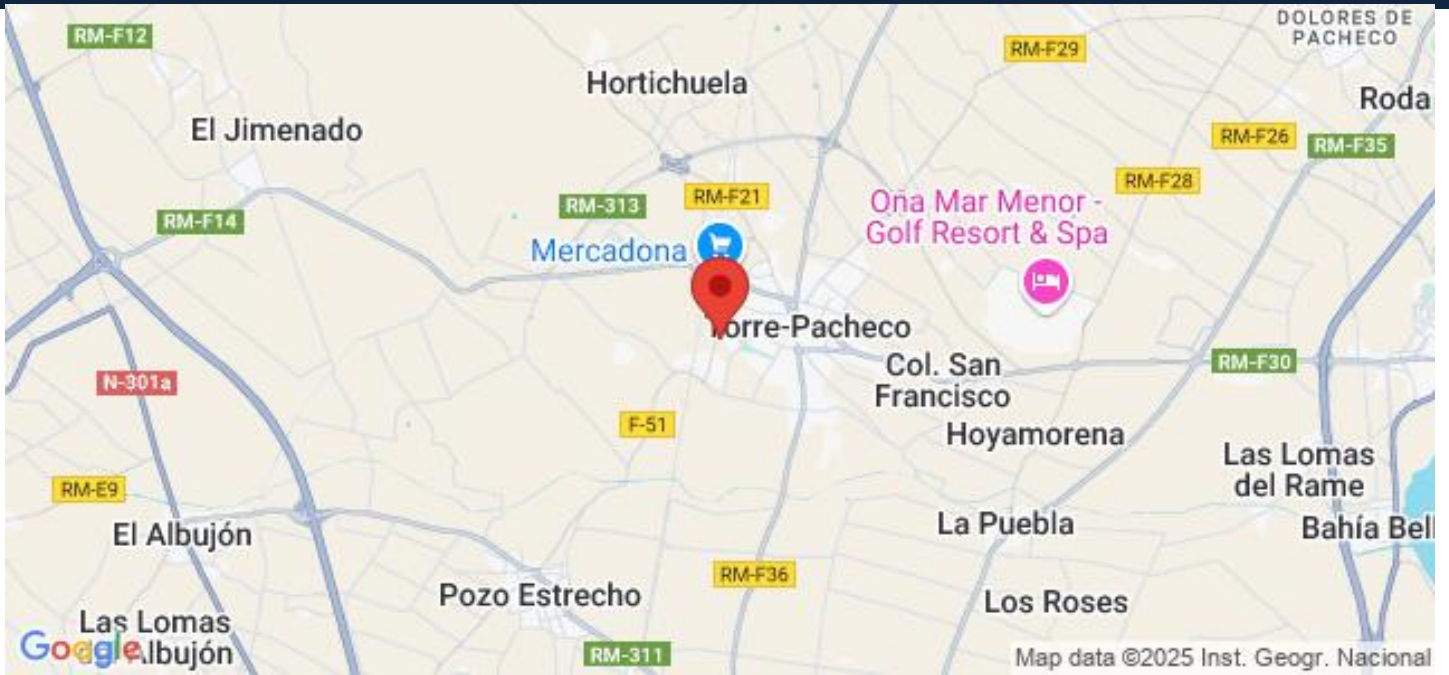 DOLORES DE
PACHECO
RM-F12
RM-F29
Hortichuela
Roda
El Jimenado
RM-F26
RM-F35
RM-F28
RM-F21
RM-313
Oña Mar Menor -
Golf Resort & Spa
RM-F14
Mercadona
Torre-Pacheco
Col. San
Francisco
RM-F30
N-301a
F-51
Hoyamorena
Las Lomas
del Rame
RM-E9
El Albujón
La Puebla
Bahía Bell
RM-F36
Pozo Estrecho
Los Roses
Las Lomas
del Albujón
Google
RM-311
Map data ©2025 Inst. Geogr. Nacional